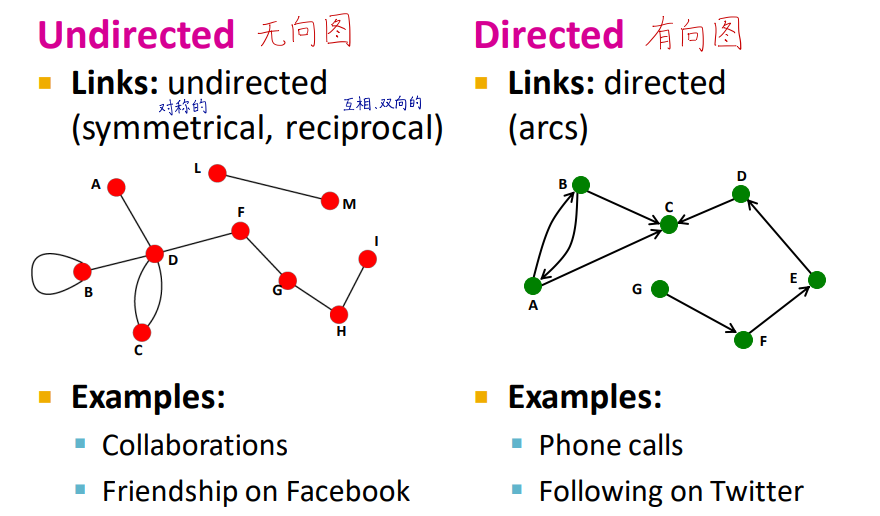 Undirected 无向图
Links: undirected
对称的 互相、双向的
(symmetrical, reciprocal)
A
L
M
F
I
D
B
G
H
C
Examples:
Collaborations
Friendship on Facebook
Directed 有向图
Links: directed
(arcs)
B
D
C
G
E
A
F
Examples:
Phone calls
Following on Twitter